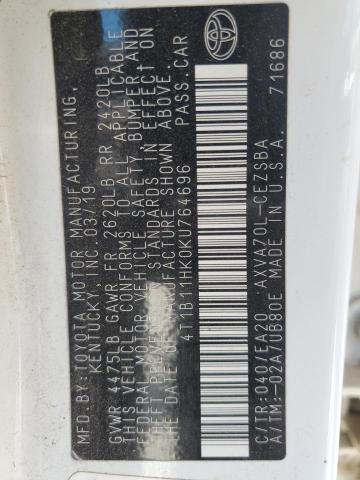 MFD. BY: TOYOTA MOTOR MANUFACTURING,
KENTUCKY, INC. 03/19
GVWR 4475LB GAWR FR 2620LB RR 2420LB
THIS VEHICLE CONFORMS TO ALL APPLICABLE
FEDERAL MOTOR VEHICLE SAFETY, BUMPER, AND
THEFT STANDARDS IN EFFECT ON
THE DATE OF MANUFACTURE SHOWN ABOVE.
4T1B11HK0KU764696 PASS. CAR
C/TR: 040/EA20 AXVA70L-CEZSBA
A/TM: -02A/UB80E MADE IN U.S.A. 71686